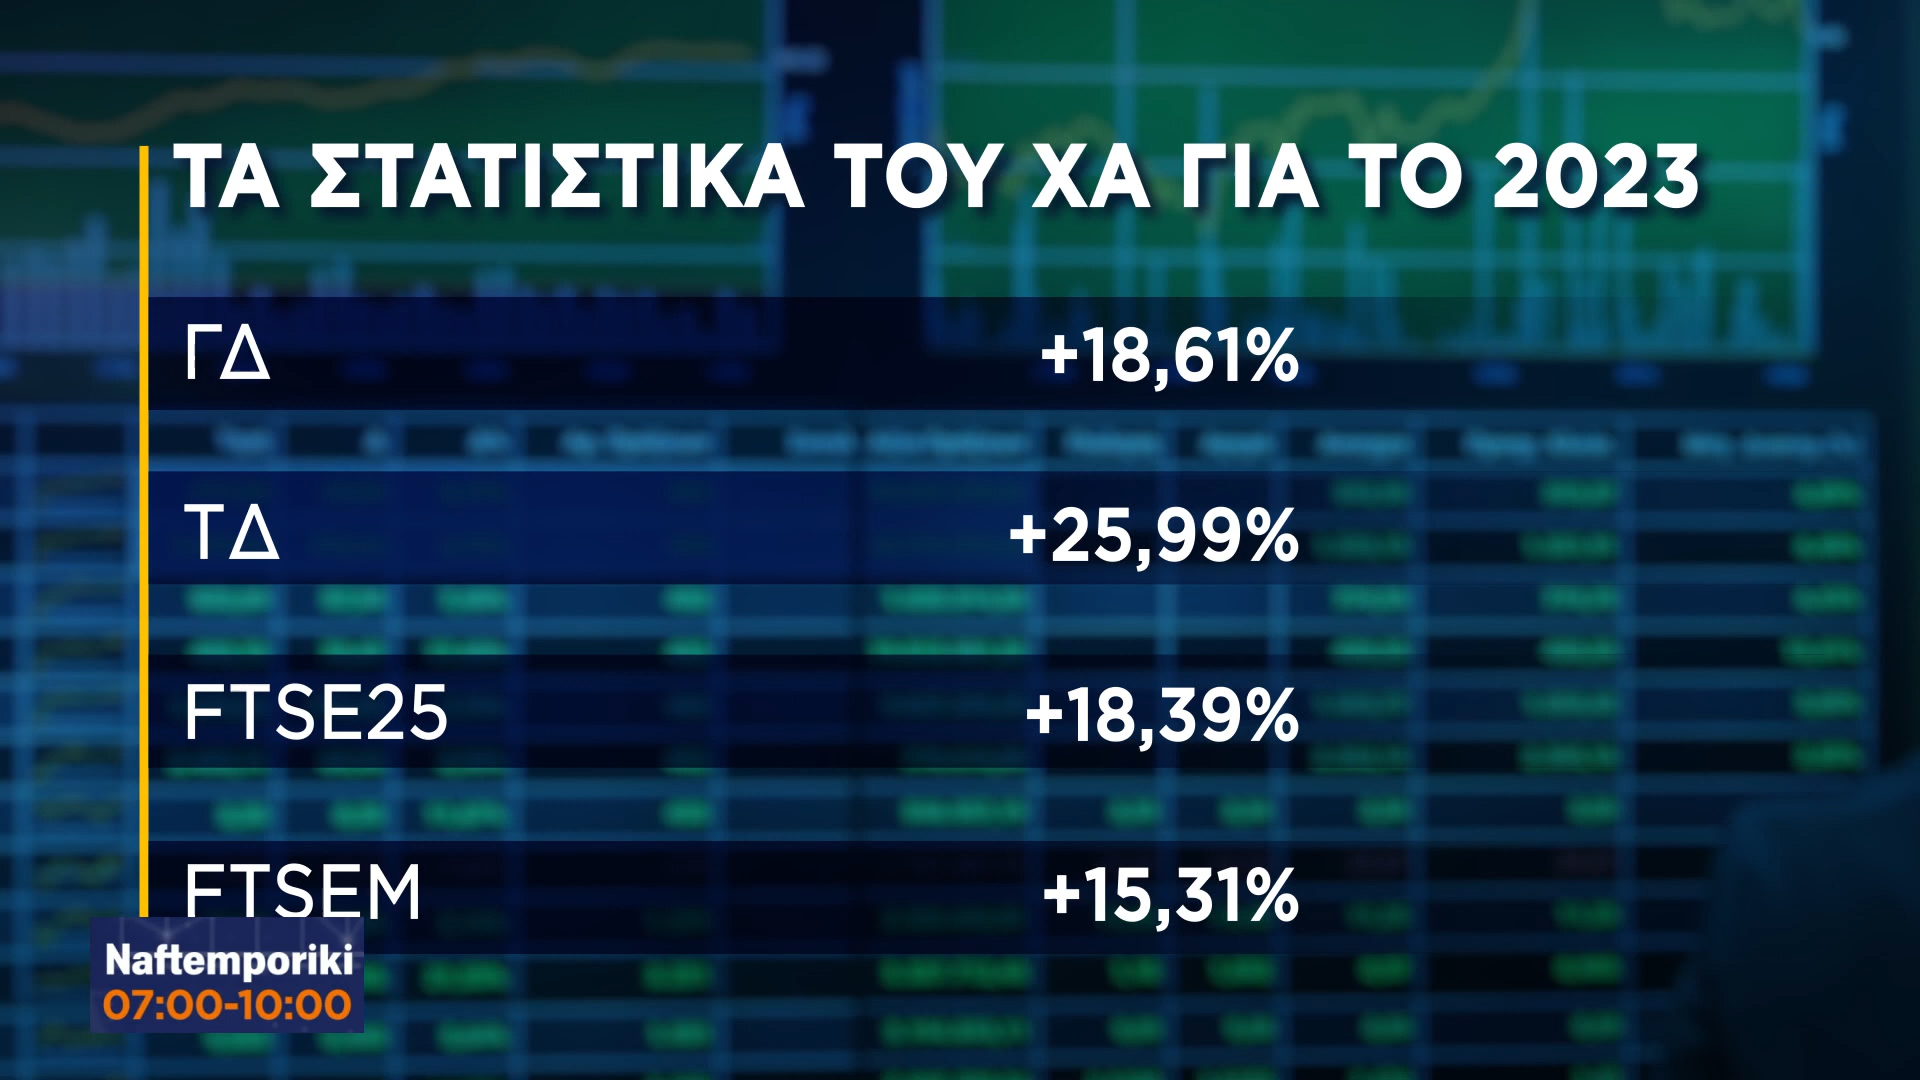 ΤΑ ΣΤΑΤΙΣΤΙΚΑ ΤΟΥ ΧΑ ΓΙΑ ΤΟ 2023
ΓΔ +18,61%
ΤΔ +25,99%
FTSE25 +18,39%
FTSEM +15,31%
Naftemporiki
07:00-10:00